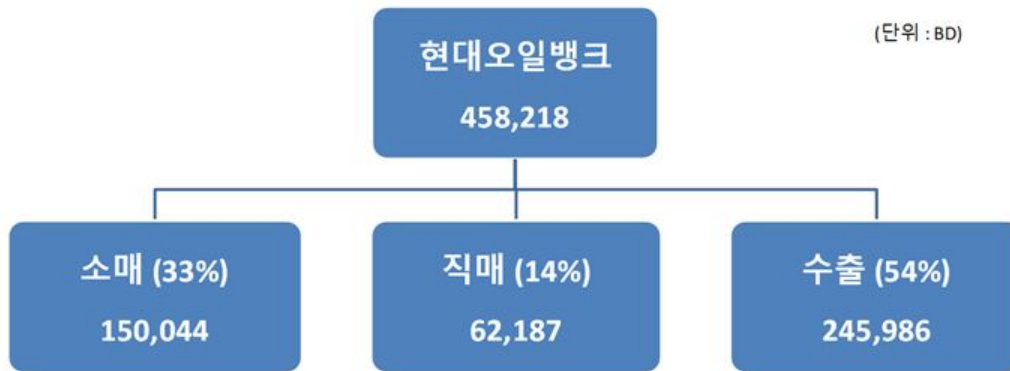 (단위 : BD)
현대오일뱅크
458,218
소매 (33%)
150,044
직매 (14%)
62,187
수출 (54%)
245,986